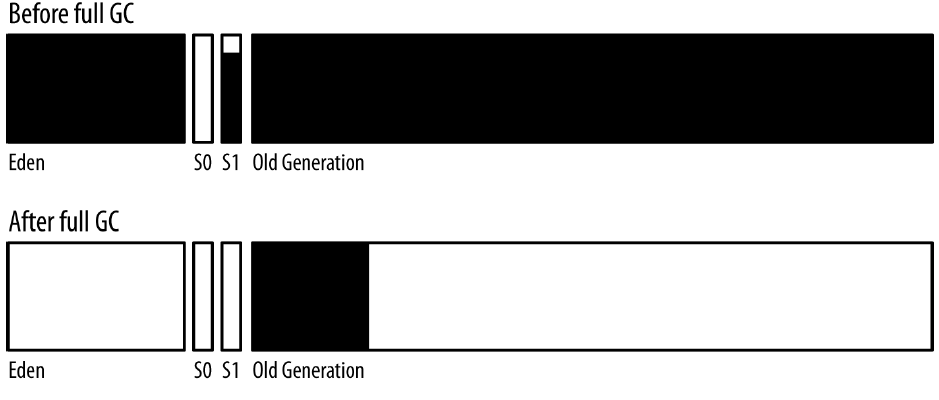 Before full GC
Eden S0 S1 Old Generation
After full GC
Eden S0 S1 Old Generation